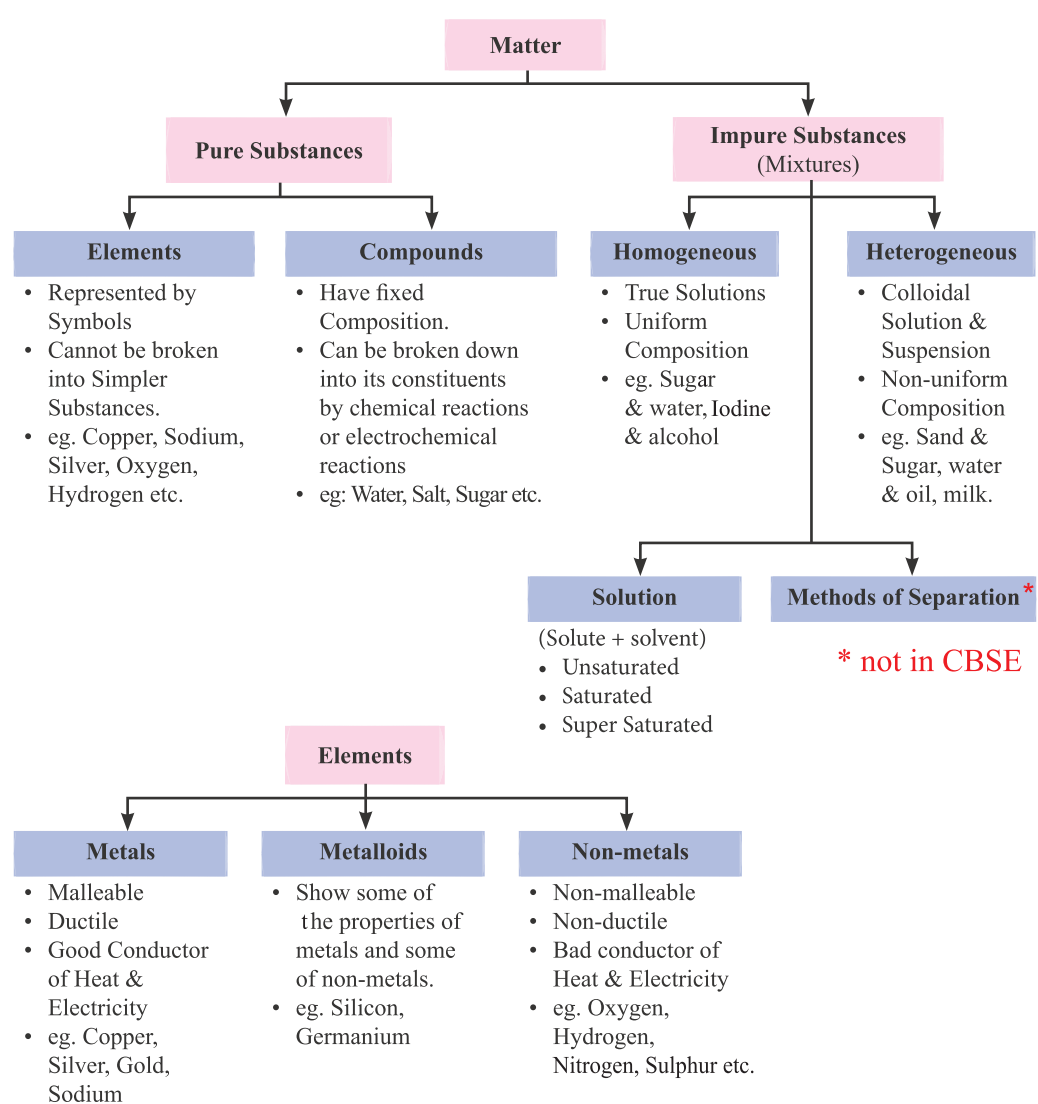 Matter
Pure Substances
Impure Substances
(Mixtures)
Elements
• Represented by
Symbols
• Cannot be broken
into Simpler
Substances.
• eg. Copper, Sodium,
Silver, Oxygen,
Hydrogen etc.
Compounds
• Have fixed
Composition.
• Can be broken down
into its constituents
by chemical reactions
or electrochemical
reactions
• eg: Water, Salt, Sugar etc.
Homogeneous
• True Solutions
• Uniform
Composition
• eg. Sugar
& water, Iodine
& alcohol
Heterogeneous
• Colloidal
Solution &
Suspension
• Non-uniform
Composition
• eg. Sand &
Sugar, water
& oil, milk.
Solution
(Solute + solvent)
• Unsaturated
• Saturated
• Super Saturated
Methods of Separation*
* not in CBSE
Elements
Metals
• Malleable
• Ductile
• Good Conductor
of Heat &
Electricity
• eg. Copper,
Silver, Gold,
Sodium
Metalloids
• Show some of
the properties of
metals and some
of non-metals.
• eg. Silicon,
Germanium
Non-metals
• Non-malleable
• Non-ductile
• Bad conductor of
Heat & Electricity
• eg. Oxygen,
Hydrogen,
Nitrogen, Sulphur etc.